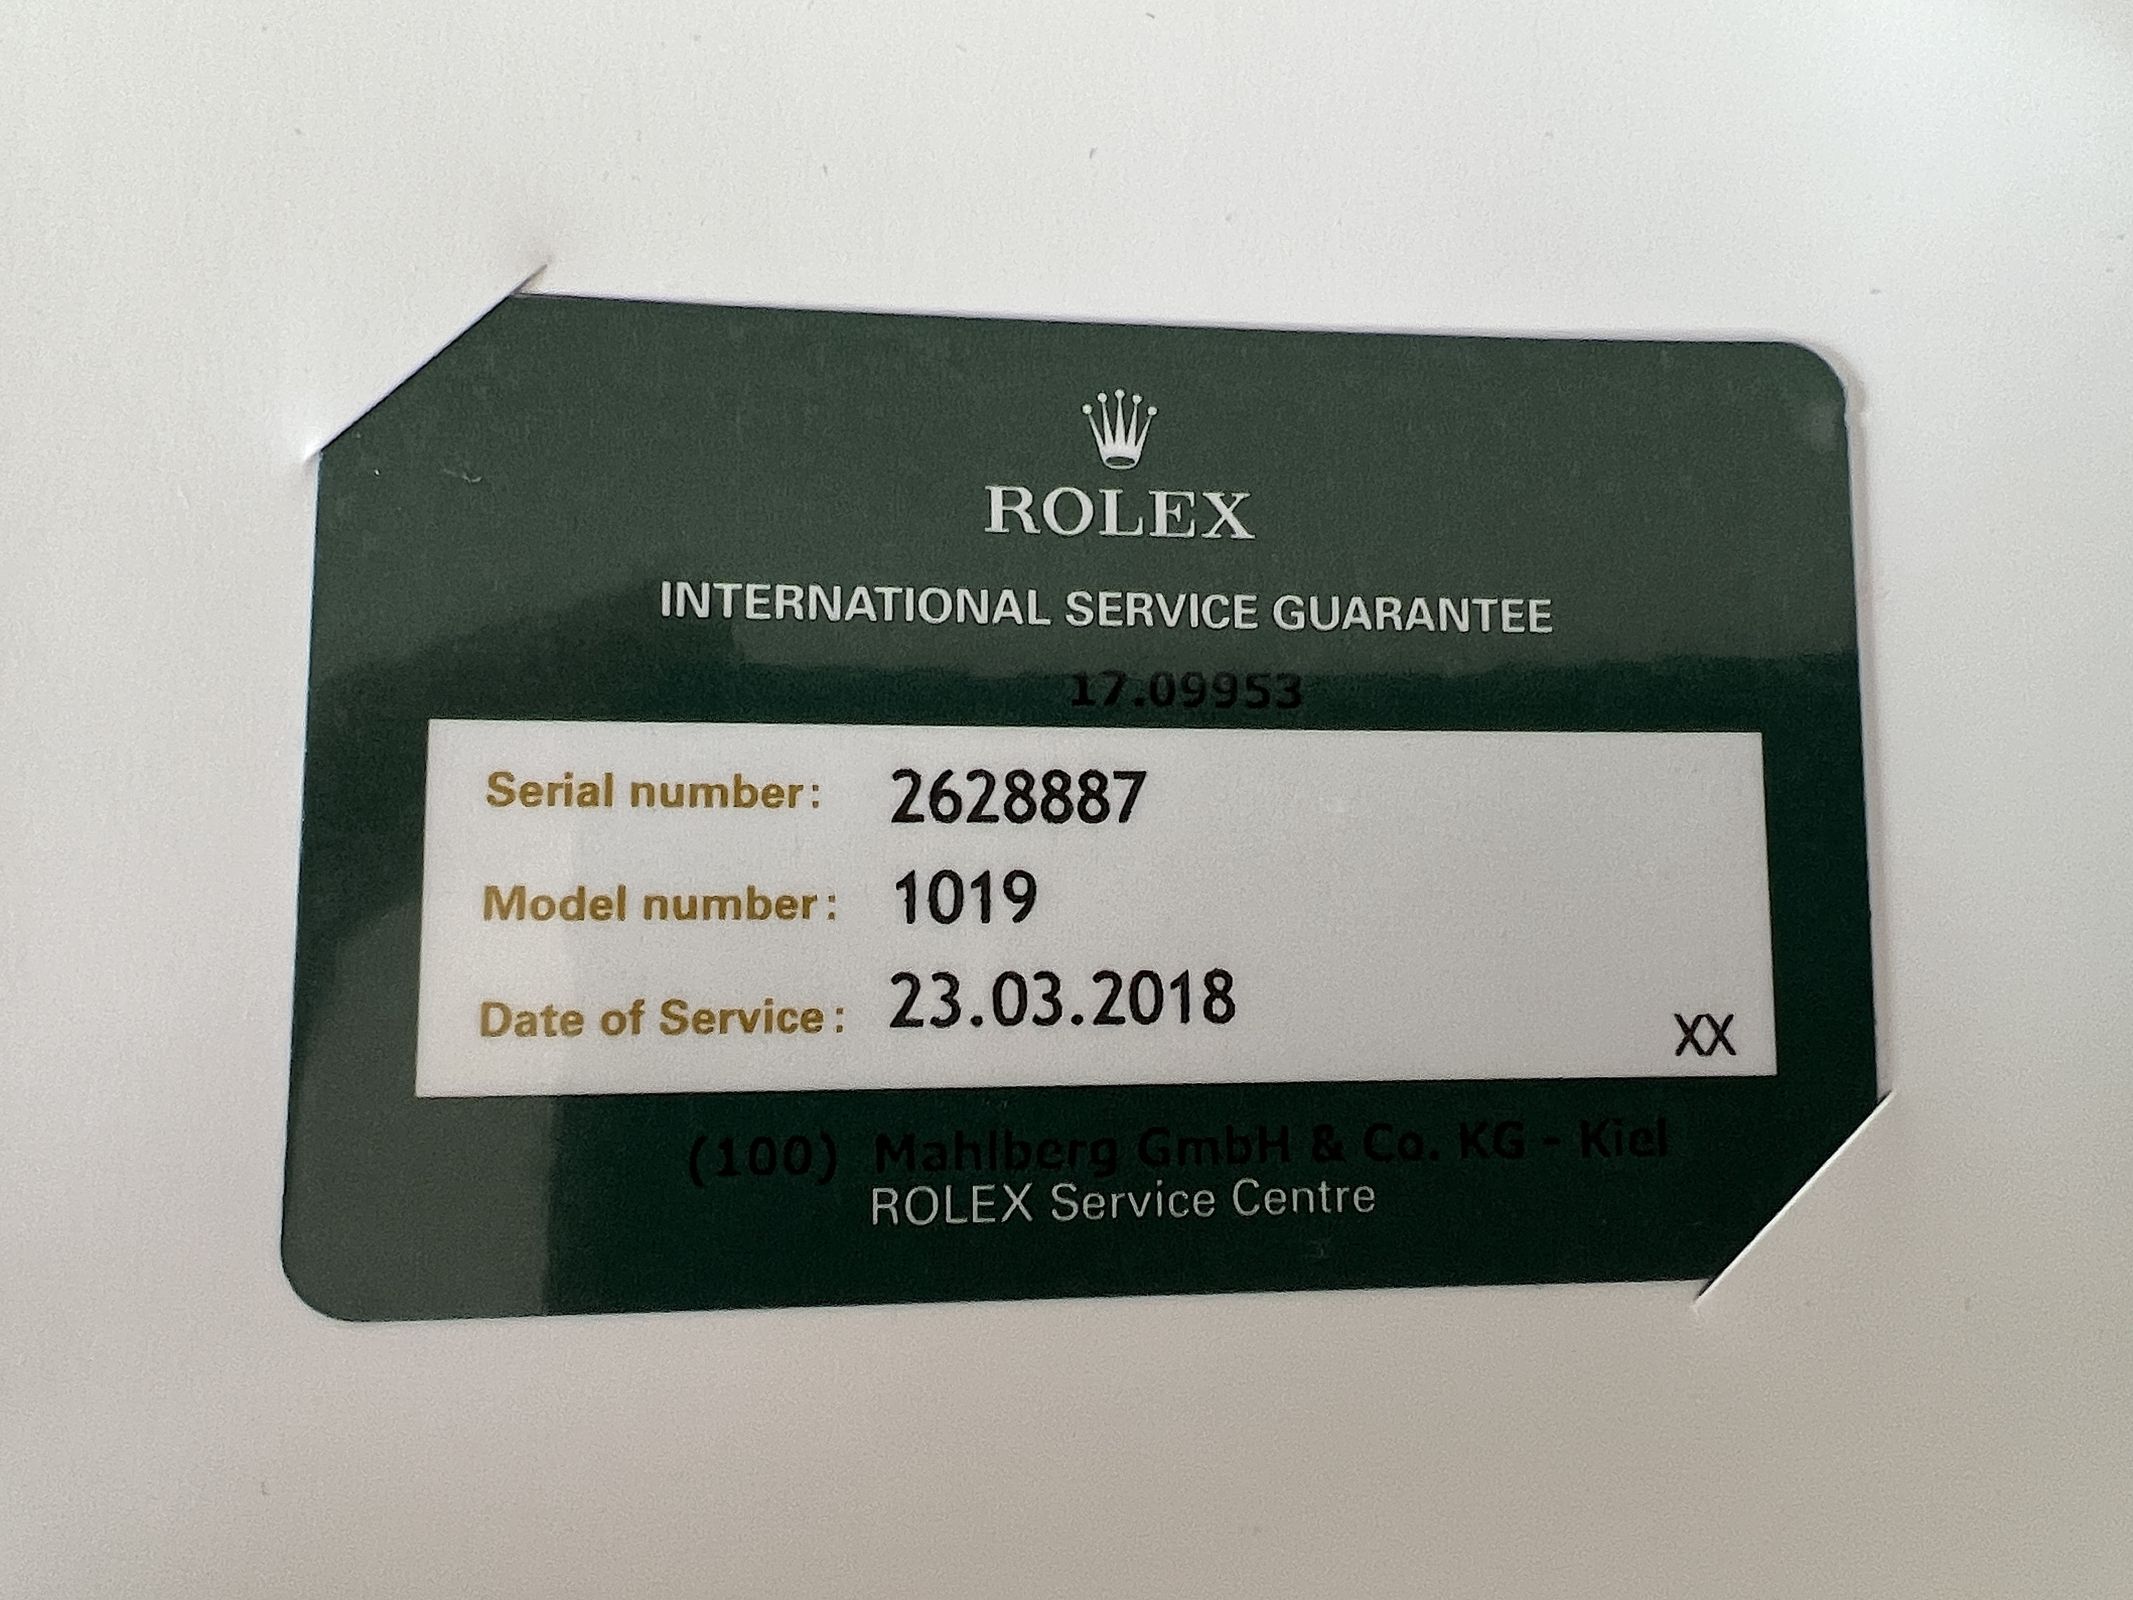 ROLEX
INTERNATIONAL SERVICE GUARANTEE
17.09953
Serial number: 2628887
Model number: 1019
Date of Service: 23.03.2018
XX
(100) Mahlberg GmbH & Co. KG - Kiel
ROLEX Service Centre